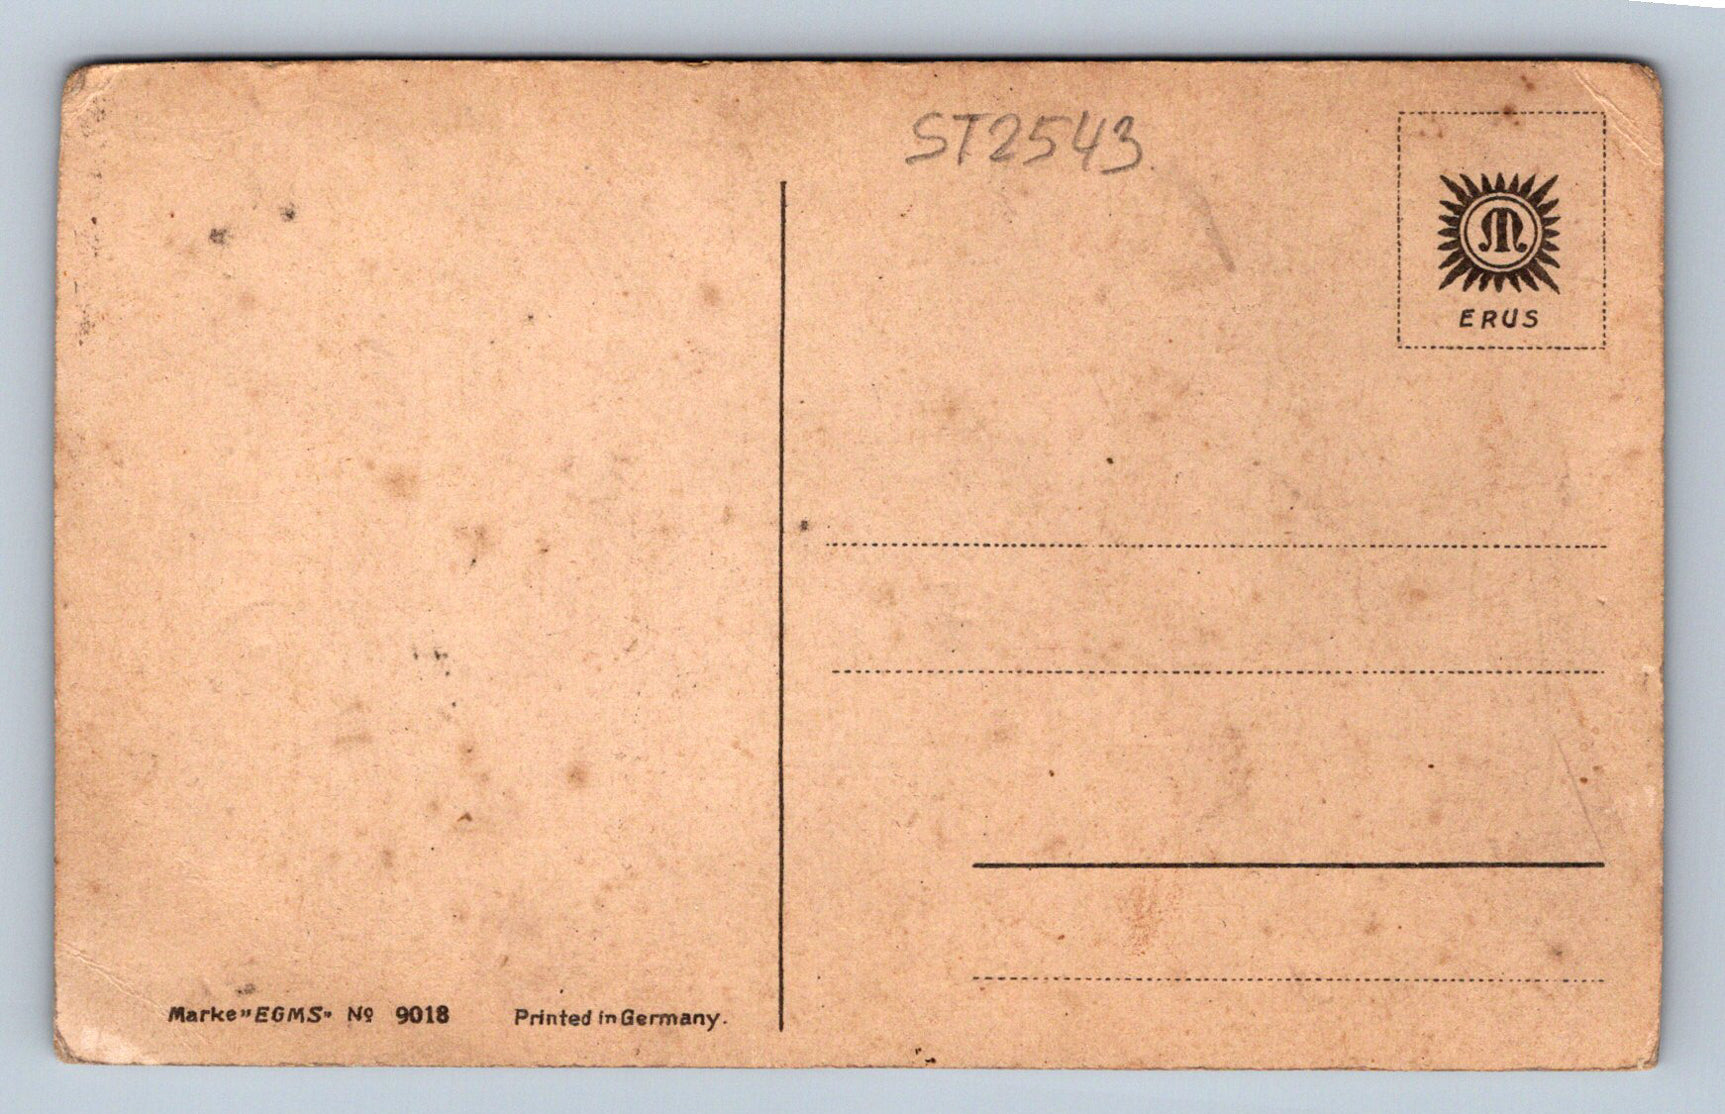 ST2543.
M
ERUS
Marke „EGMS“ No 9018 Printed in Germany.